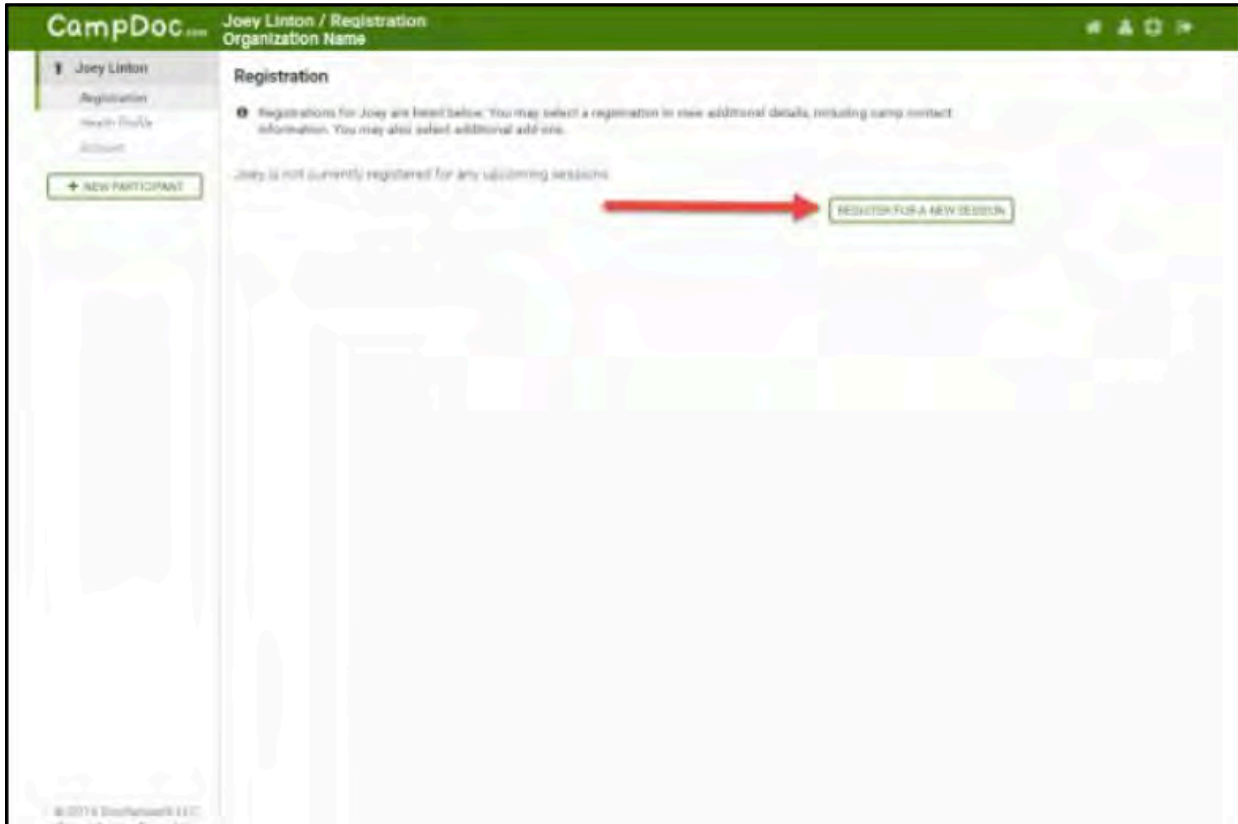 CampDoc.com
Joey Linton / Registration
Organization Name
Joey Linton
Registration
Health Profile
Account
+ NEW PARTICIPANT
Registration
Registrations for Joey are listed below. You may select a registration to view additional details, including camp contact
information. You may also select additional add-ons.
Joey is not currently registered for any upcoming sessions.
REGISTER FOR A NEW SESSION
LLC